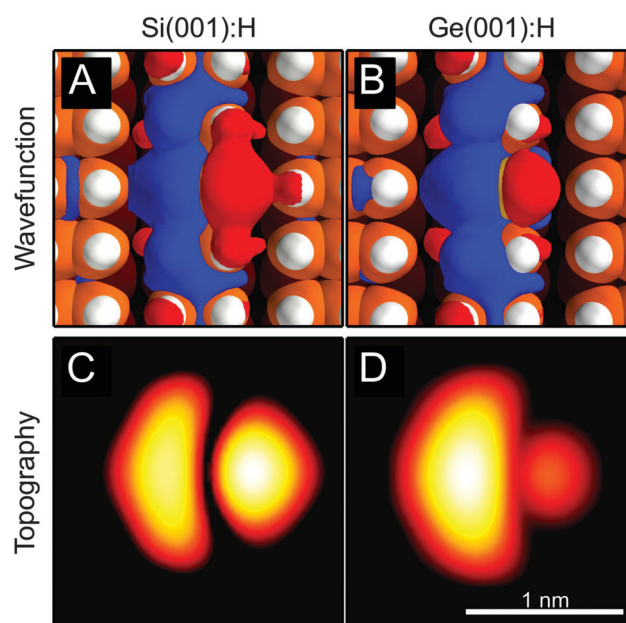 Si(001):H
Ge(001):H
Wavefunction
A
B
Topography
C
D
1 nm